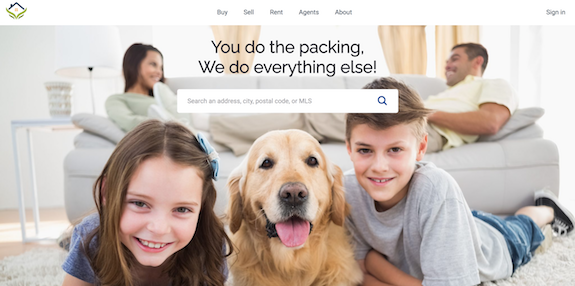 Buy Sell Rent Agents About Sign in
You do the packing,
We do everything else!
Search an address, city, postal code, or MLS